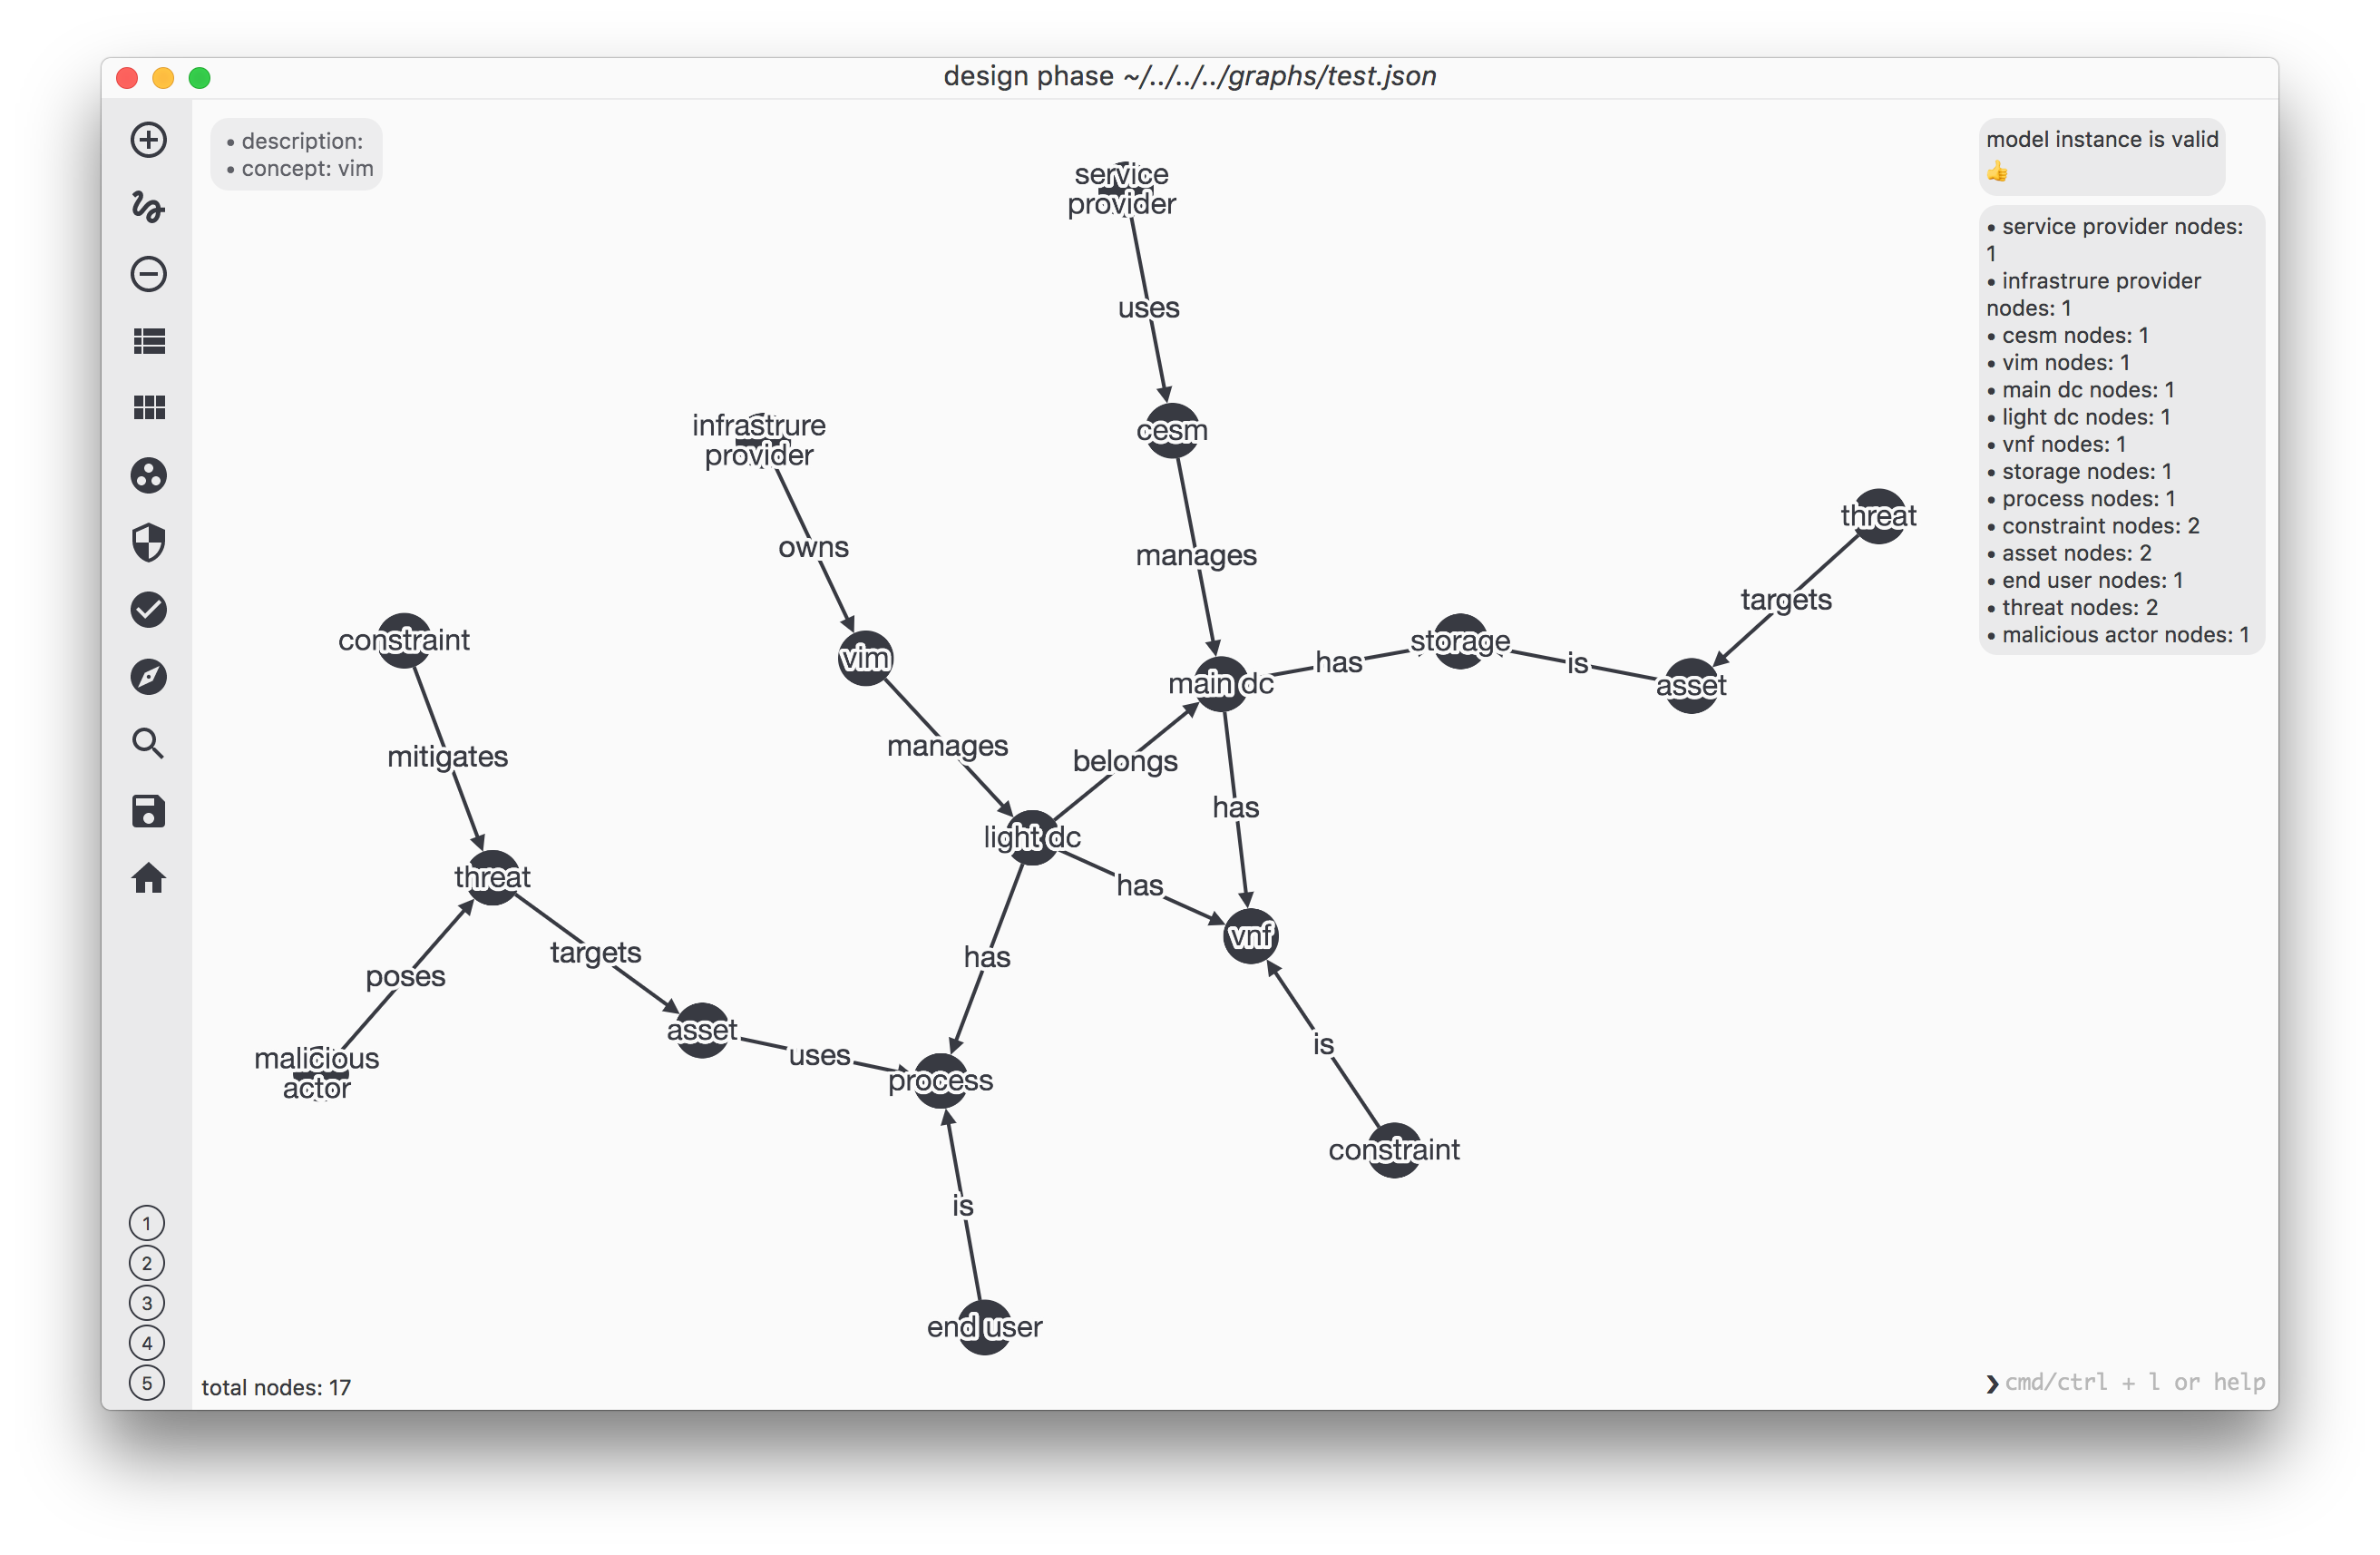 design phase ~/../../../graphs/test.json
• description:
• concept: vim
model instance is valid
👍
• service provider nodes:
1
• infrastrure provider
nodes: 1
• cesm nodes: 1
• vim nodes: 1
• main dc nodes: 1
• light dc nodes: 1
• vnf nodes: 1
• storage nodes: 1
• process nodes: 1
• constraint nodes: 2
• asset nodes: 2
• end user nodes: 1
• threat nodes: 2
• malicious actor nodes: 1
service
provider
uses
infrastrure
provider
cesm
threat
owns
manages
targets
constraint
vim
storage
has
is
main dc
asset
mitigates
manages
belongs
has
light dc
threat
has
vnf
targets
has
poses
asset
uses
is
malicious
actor
process
constraint
is
end user
1
2
3
4
5
total nodes: 17
❯ cmd/ctrl + l or help